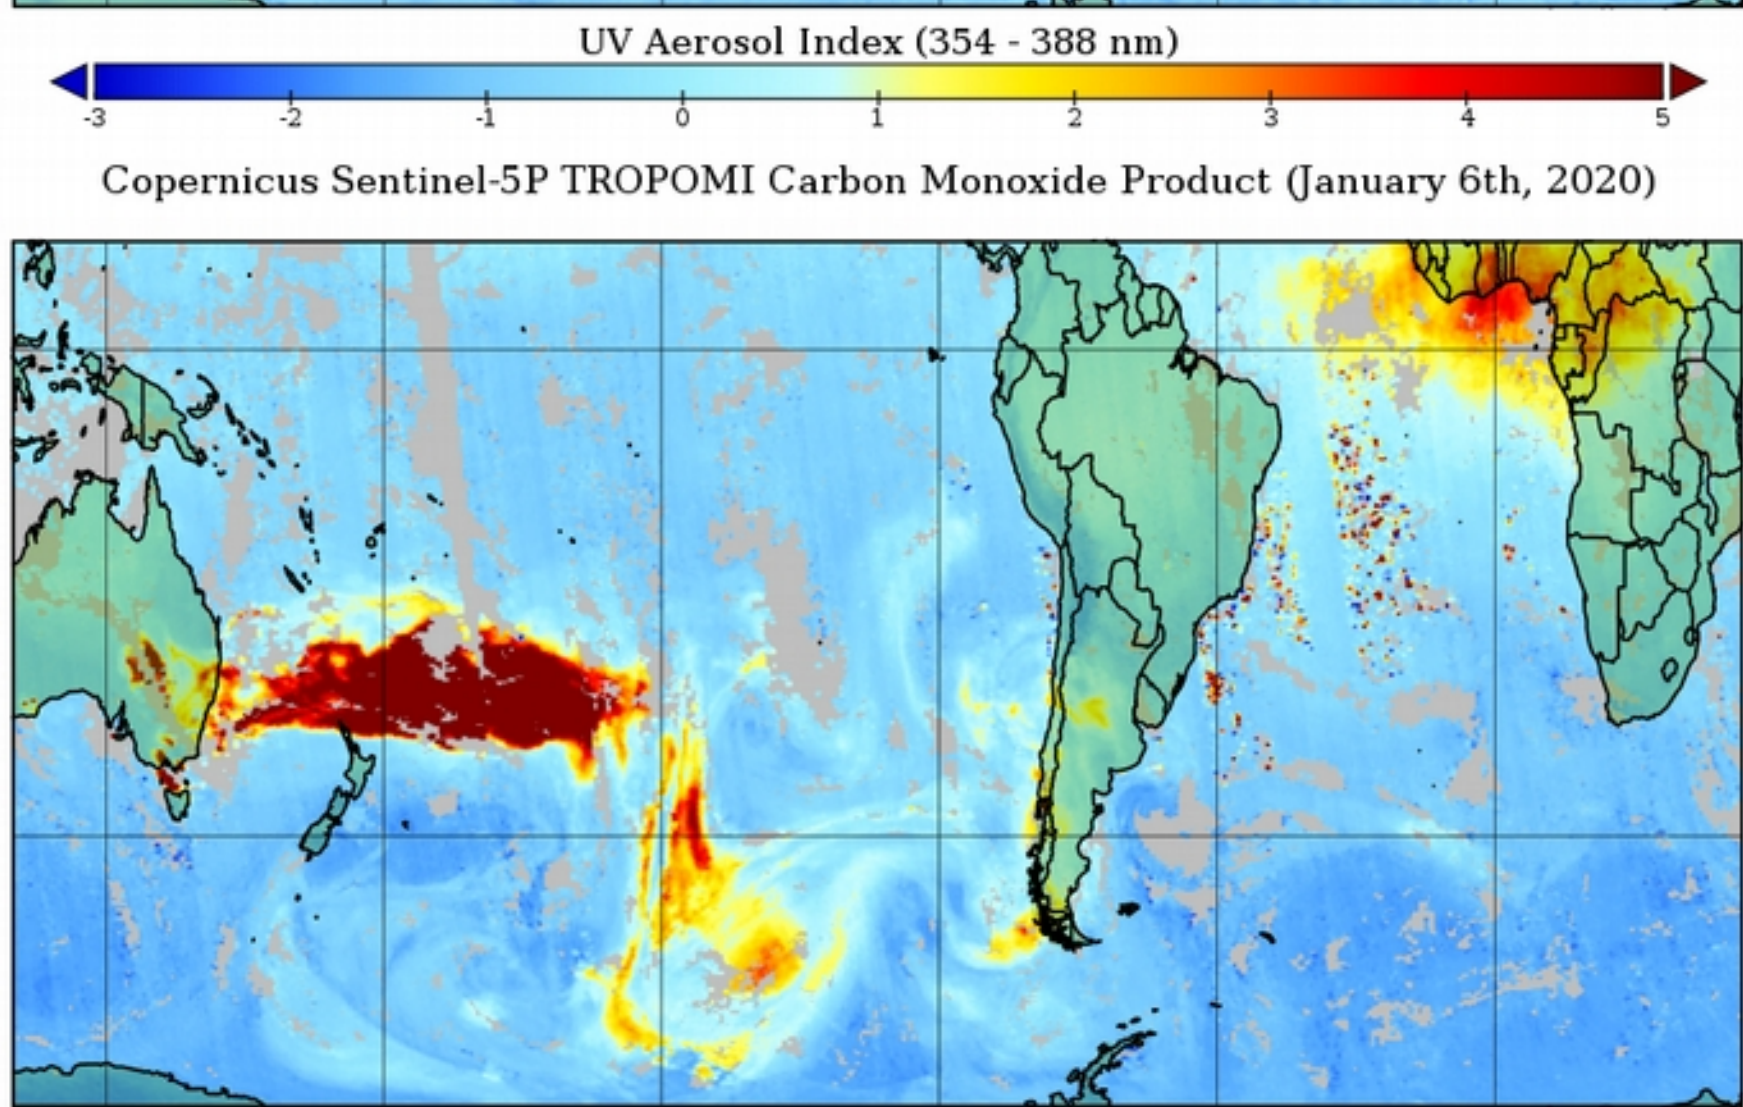 UV Aerosol Index (354 - 388 nm)
-3 -2 -1 0 1 2 3 4 5
Copernicus Sentinel-5P TROPOMI Carbon Monoxide Product (January 6th, 2020)